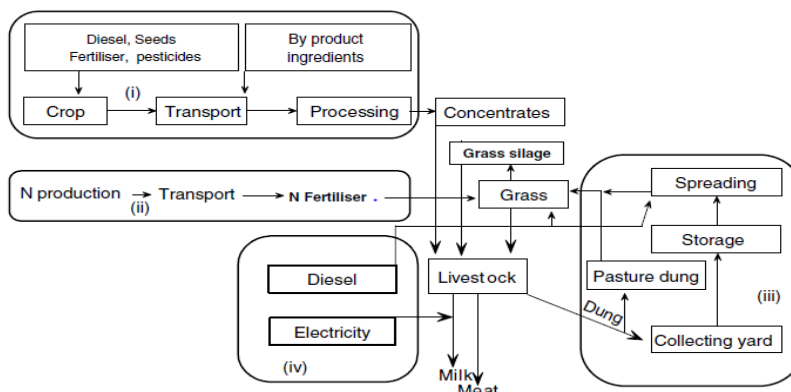 Diesel, Seeds
Fertiliser, pesticides
By product
ingredients
(i)
Crop
Transport
Processing
Concentrates
Grass silage
N production
Transport
N Fertiliser .
(ii)
Grass
Spreading
Storage
Diesel
Livestock
Pasture dung
(iii)
Electricity
Dung
Collecting yard
(iv)
Milk
Meat